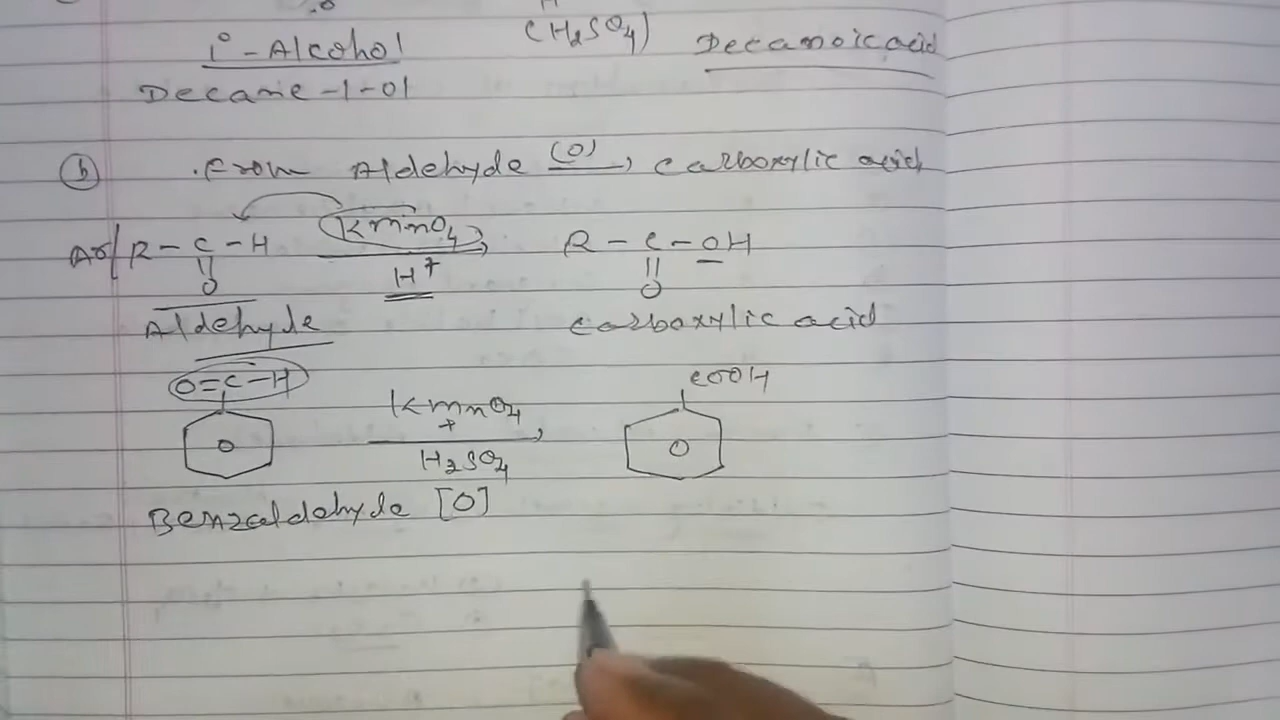 1° - Alcohol (H₂SO₄) Decanoic acid
Decane - 1 - ol
(b) From Aldehyde (O) → Carboxylic acid
Ar/R - C - H KMnO₄ → R - C - OH
|| H⁺ ||
O O
Aldehyde Carboxylic acid
O=C-H COOH
KMnO₄
+
H₂SO₄
Benzaldehyde [O]